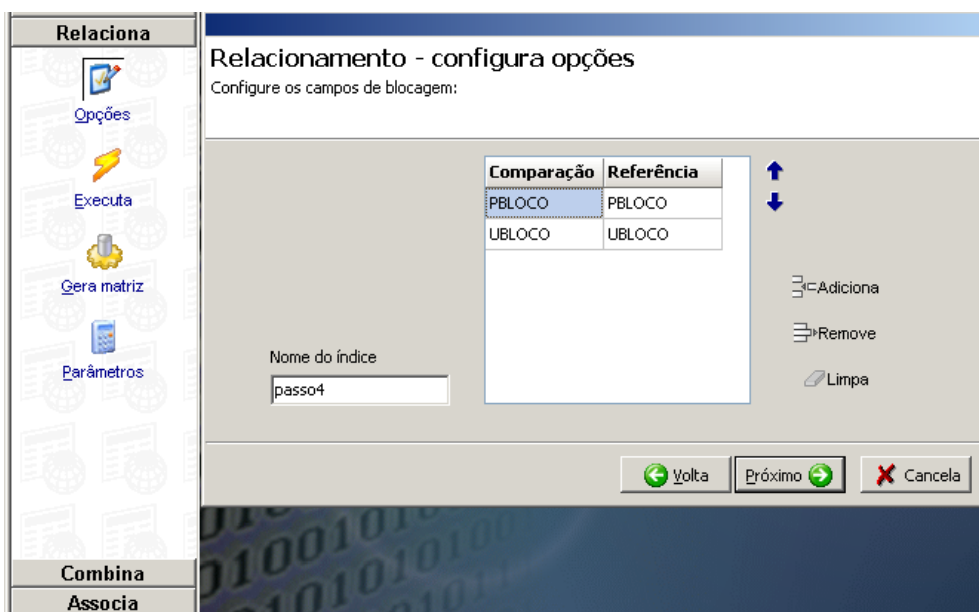 Relaciona
Opções
Executa
Gera matriz
Parâmetros
Combina
Associa
Relacionamento - configura opções
Configure os campos de blocagem:
Comparação Referência
PBLOCO PBLOCO
UBLOCO UBLOCO
Adiciona
Remove
Limpa
Nome do índice
passo4
Volta Próximo Cancela